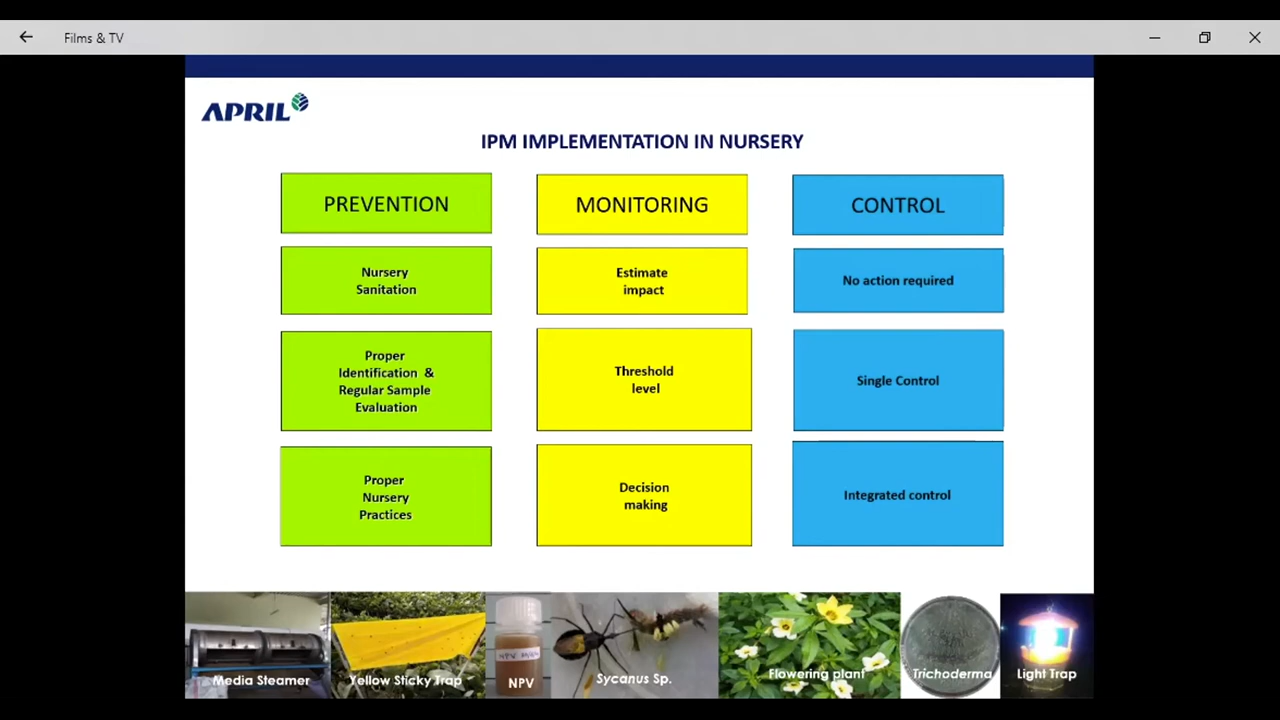 Films & TV
APRIL
IPM IMPLEMENTATION IN NURSERY
PREVENTION
MONITORING
CONTROL
Nursery
Sanitation
Estimate
impact
No action required
Proper
Identification &
Regular Sample
Evaluation
Threshold
level
Single Control
Proper
Nursery
Practices
Decision
making
Integrated control
Media Steamer
Yellow Sticky Trap
NPV
Sycanus Sp.
Flowering plant
Trichoderma
Light Trap